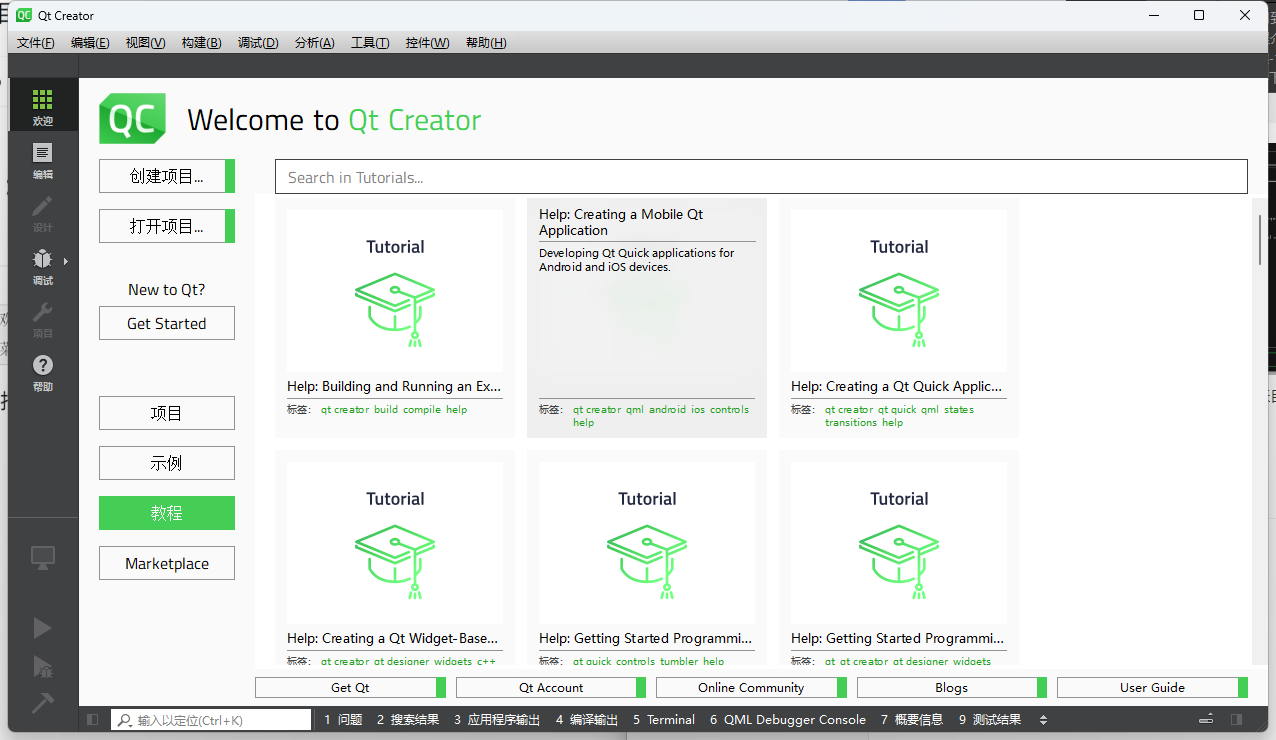 Qt Creator
文件(F) 编辑(E) 视图(V) 构建(B) 调试(D) 分析(A) 工具(T) 控件(W) 帮助(H)
欢迎
编辑
设计
调试
项目
帮助
QC
Welcome to Qt Creator
创建项目...
打开项目...
New to Qt?
Get Started
项目
示例
教程
Marketplace
Search in Tutorials...
Tutorial
Help: Building and Running an Ex...
标签: qt creator build compile help
Help: Creating a Mobile Qt
Application
Developing Qt Quick applications for
Android and iOS devices.
标签: qt creator qml android ios controls
help
Tutorial
Help: Creating a Qt Quick Applic...
标签: qt creator qt quick qml states
transitions help
Tutorial
Help: Creating a Qt Widget-Base...
标签: qt creator qt designer widgets c++
Tutorial
Help: Getting Started Programmi...
标签: qt quick controls tumbler help
Tutorial
Help: Getting Started Programmi...
标签: qt qt creator qt designer widgets
Get Qt
Qt Account
Online Community
Blogs
User Guide
输入以定位(Ctrl+K)
1 问题 2 搜索结果 3 应用程序输出 4 编译输出 5 Terminal 6 QML Debugger Console 7 概要信息 9 测试结果